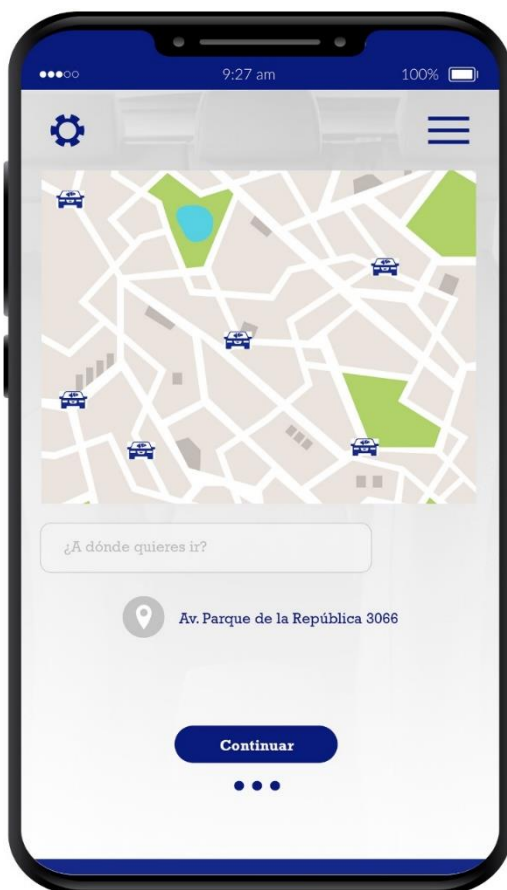 9:27 am
100%
¿A dónde quieres ir?
Av. Parque de la República 3066
Continuar